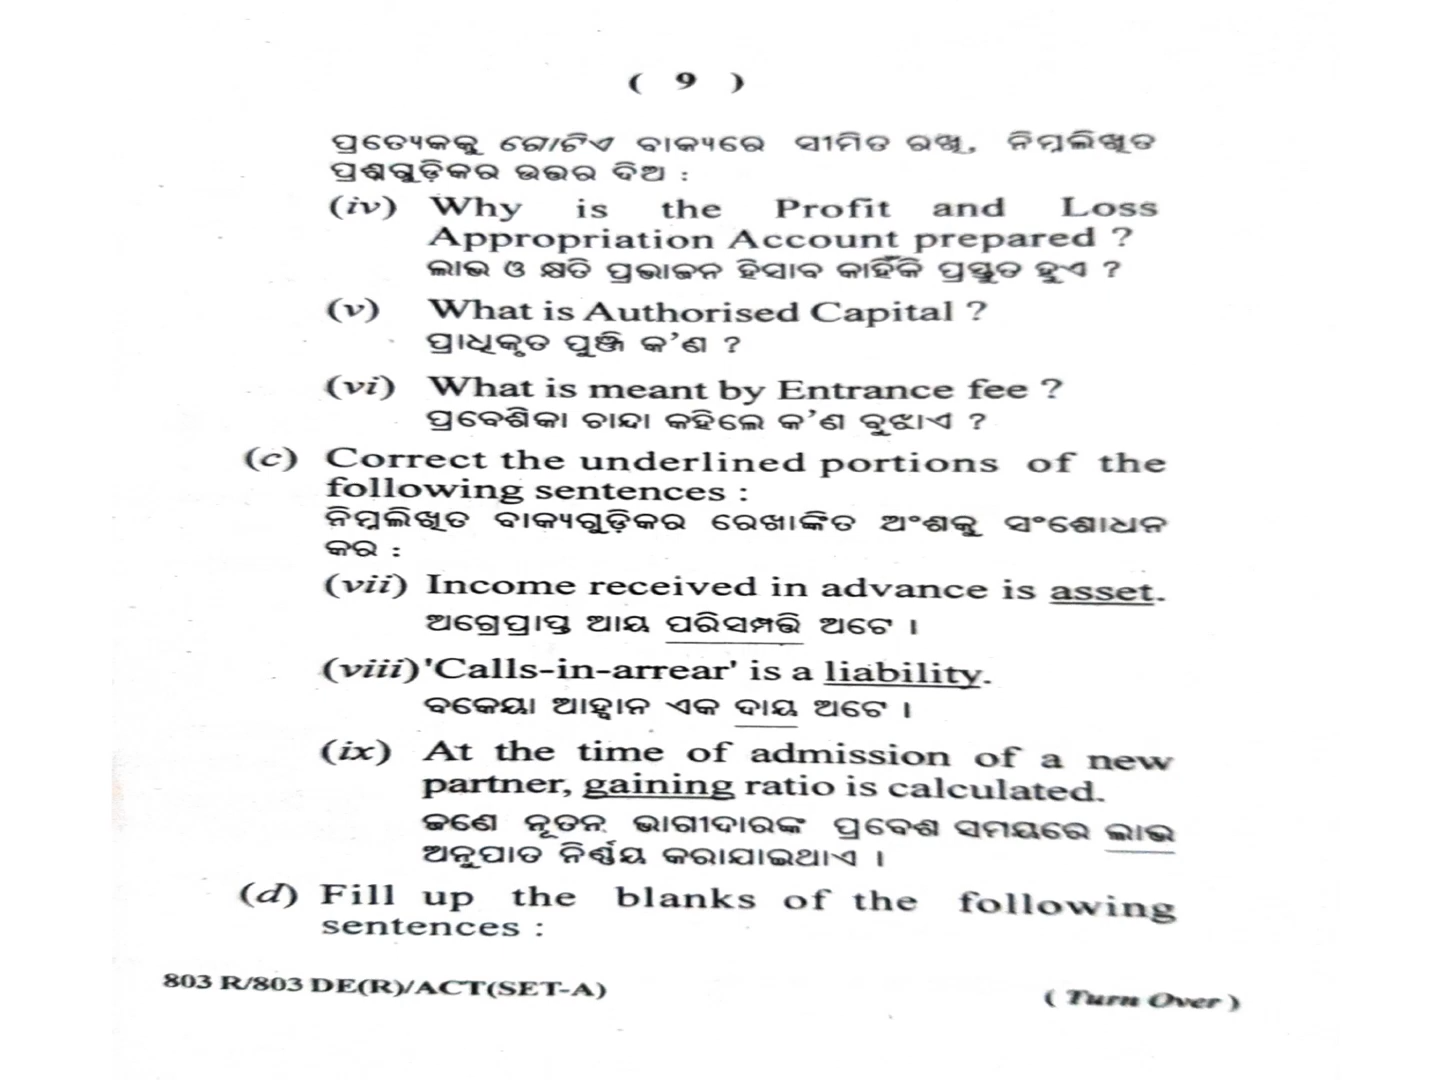 ( 9 )
ପ୍ରତ୍ୟେକକୁ ଗୋଟିଏ ବାକ୍ୟରେ ସୀମିତ ରଖି, ନିମ୍ନଲିଖିତ
ପ୍ରଶ୍ନଗୁଡ଼ିକର ଉତ୍ତର ଦିଅ :
(iv) Why is the Profit and Loss
Appropriation Account prepared ?
ଲାଭ ଓ କ୍ଷତି ପ୍ରଭାଜନ ହିସାବ କାହିଁକି ପ୍ରସ୍ତୁତ ହୁଏ ?
(v) What is Authorised Capital ?
ପ୍ରାଧିକୃତ ପୁଞ୍ଜି କ'ଣ ?
(vi) What is meant by Entrance fee ?
ପ୍ରବେଶିକା ଚାନ୍ଦା କହିଲେ କ'ଣ ବୁଝାଏ ?
(c) Correct the underlined portions of the
following sentences :
ନିମ୍ନଲିଖିତ ବାକ୍ୟଗୁଡ଼ିକର ରେଖାଙ୍କିତ ଅଂଶକୁ ସଂଶୋଧନ
କର :
(vii) Income received in advance is asset.
ଅଗ୍ରେପ୍ରାପ୍ତ ଆୟ ପରିସମ୍ପତ୍ତି ଅଟେ ।
(viii) 'Calls-in-arrear' is a liability.
ବକେୟା ଆହ୍ୱାନ ଏକ ଦାୟ ଅଟେ ।
(ix) At the time of admission of a new
partner, gaining ratio is calculated.
ଜଣେ ନୂତନ ଭାଗୀଦାରଙ୍କ ପ୍ରବେଶ ସମୟରେ ଲାଭ
ଅନୁପାତ ନିର୍ଣ୍ଣୟ କରାଯାଇଥାଏ ।
(d) Fill up the blanks of the following
sentences :
803 R/803 DE(R)/ACT(SET-A)
( Turn Over )